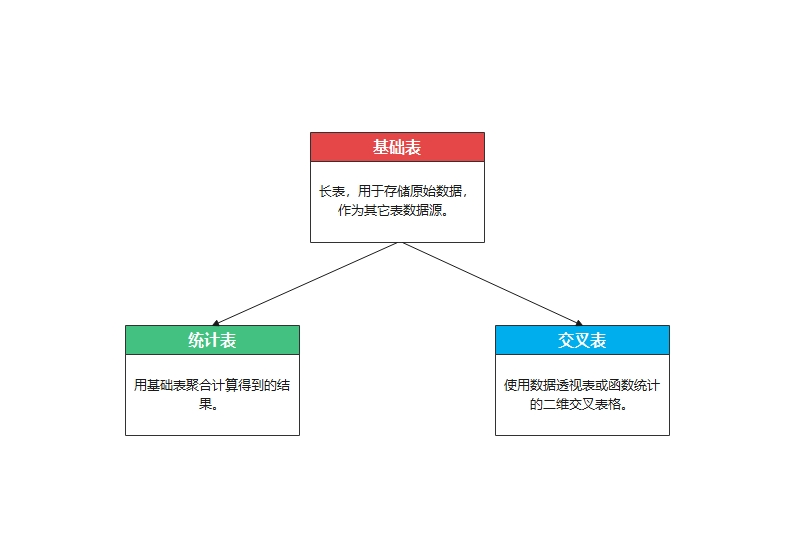 基础表
长表，用于存储原始数据，
作为其它表数据源。
统计表
用基础表聚合计算得到的结
果。
交叉表
使用数据透视表或函数统计
的二维交叉表格。